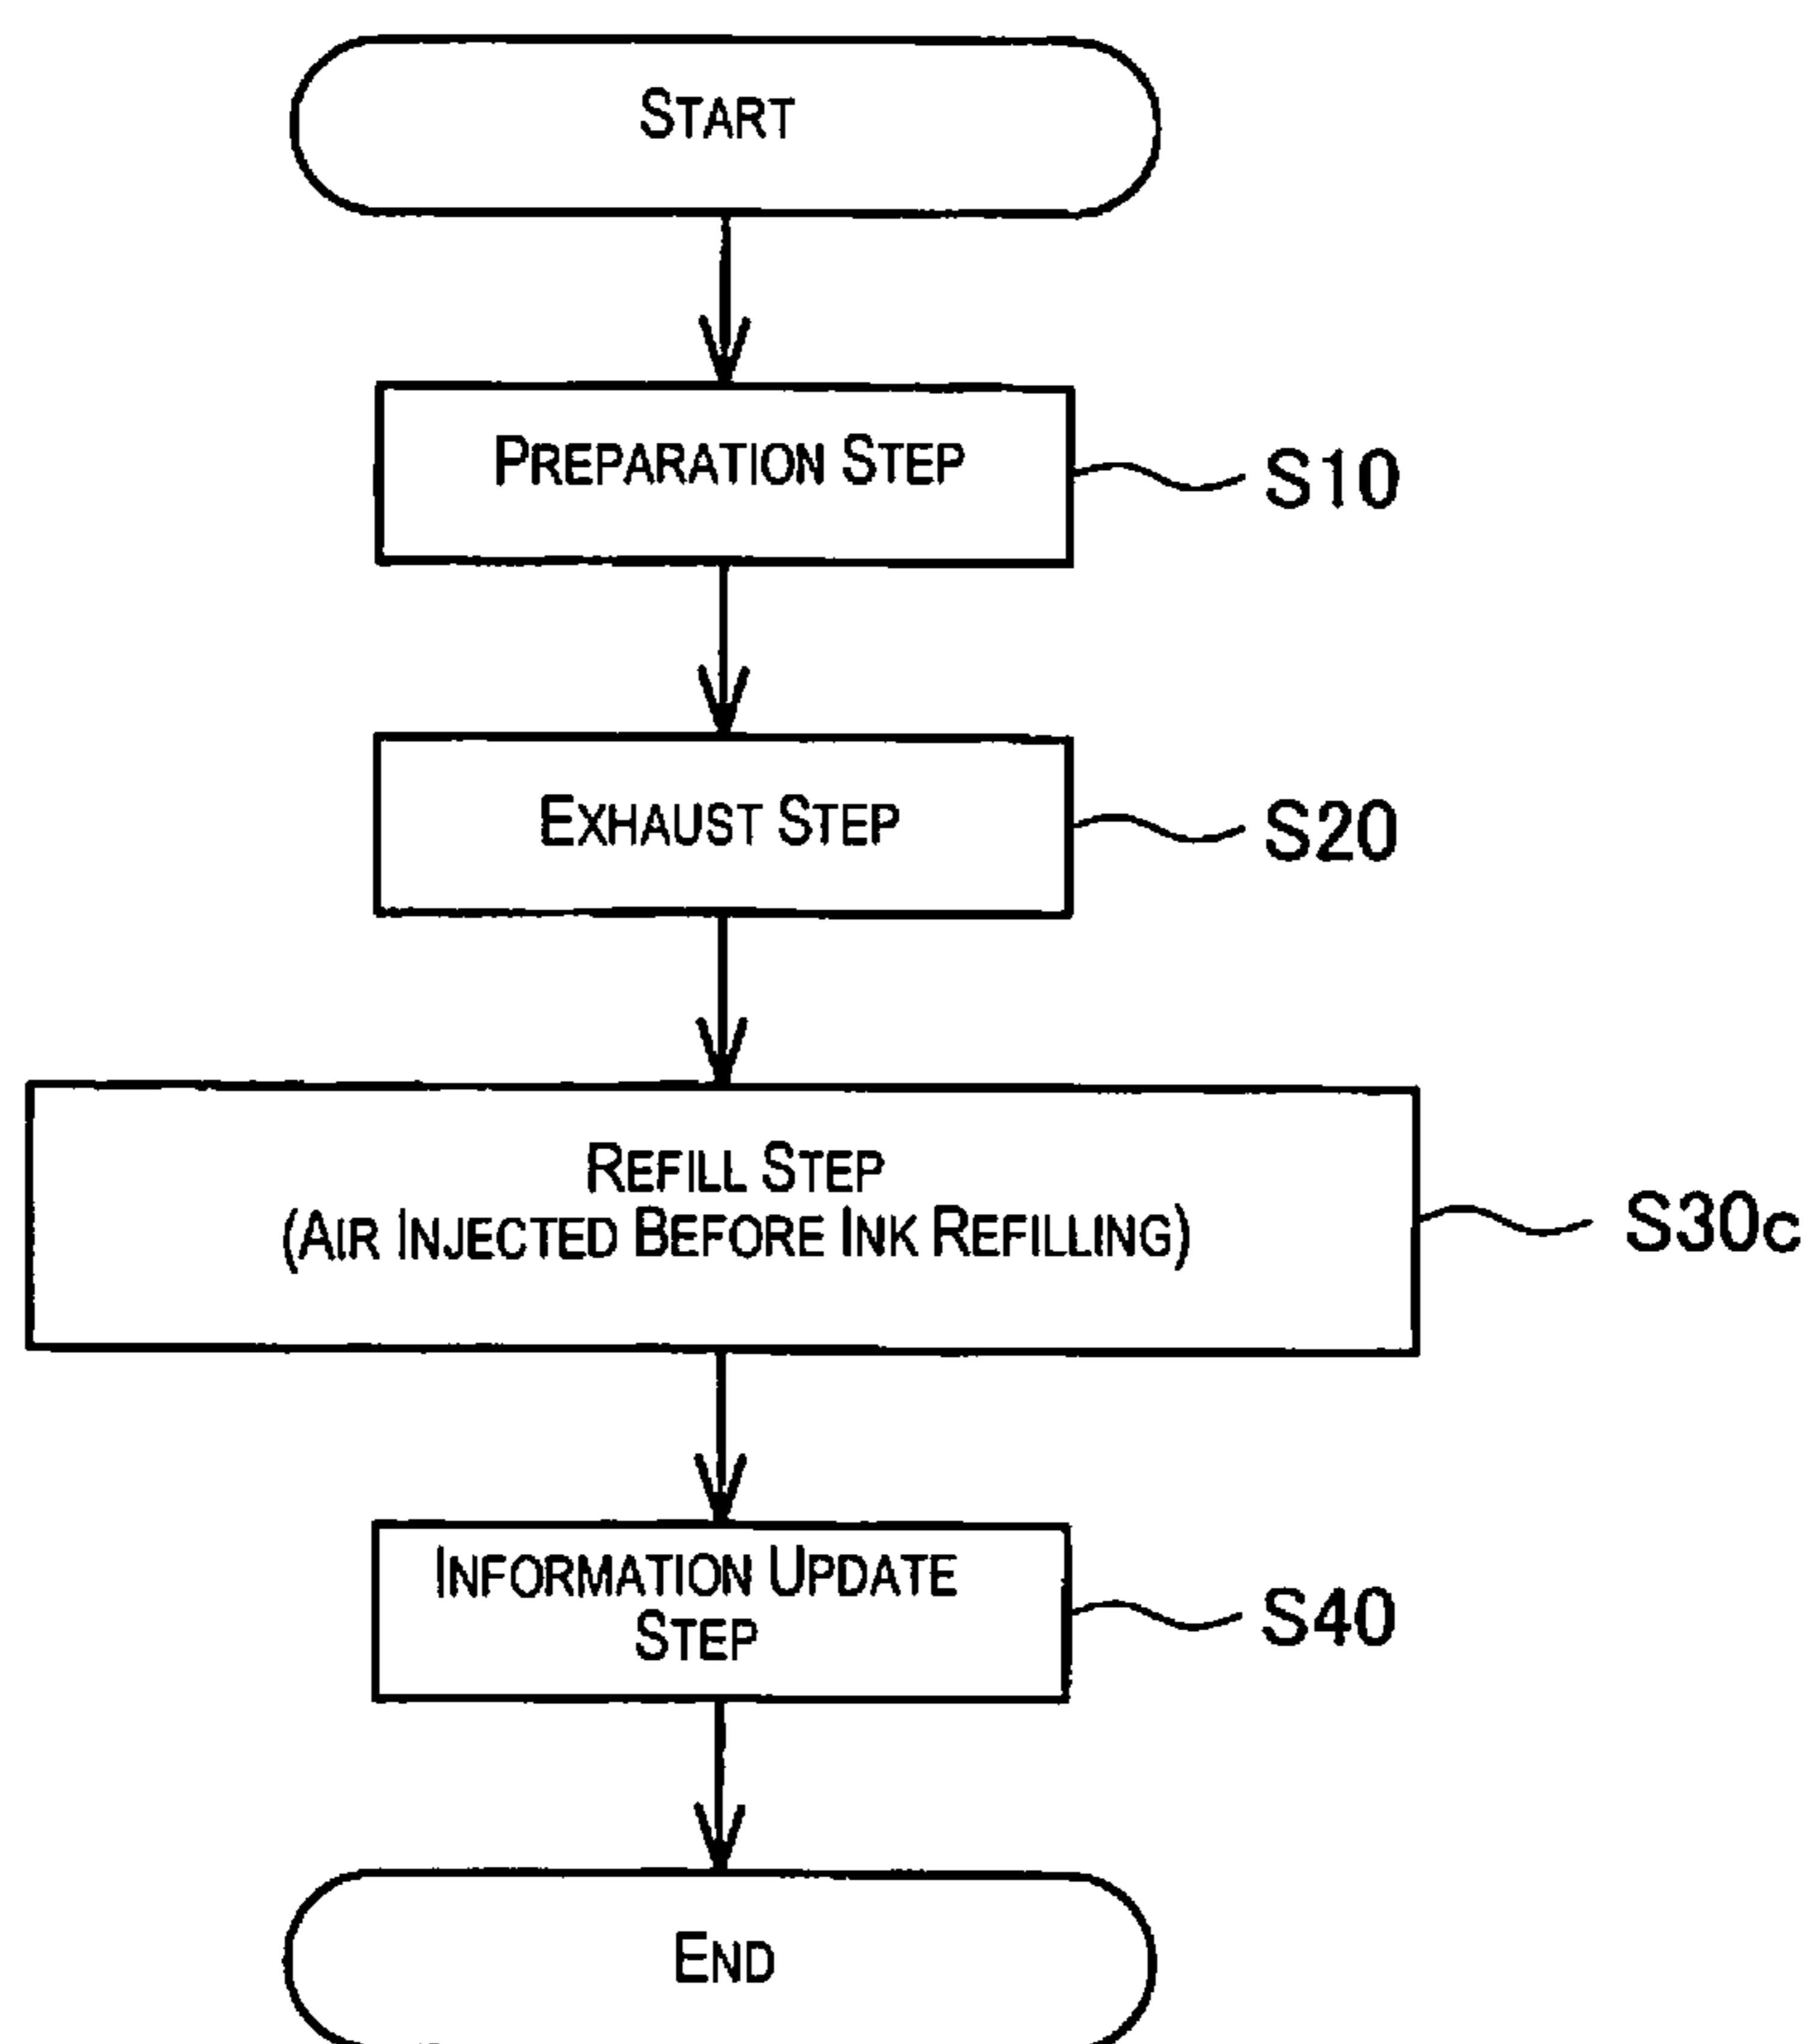 START
PREPARATION STEP
S10
EXHAUST STEP
S20
REFILL STEP
(AIR INJECTED BEFORE INK REFILLING)
S30c
INFORMATION UPDATE
STEP
S40
END